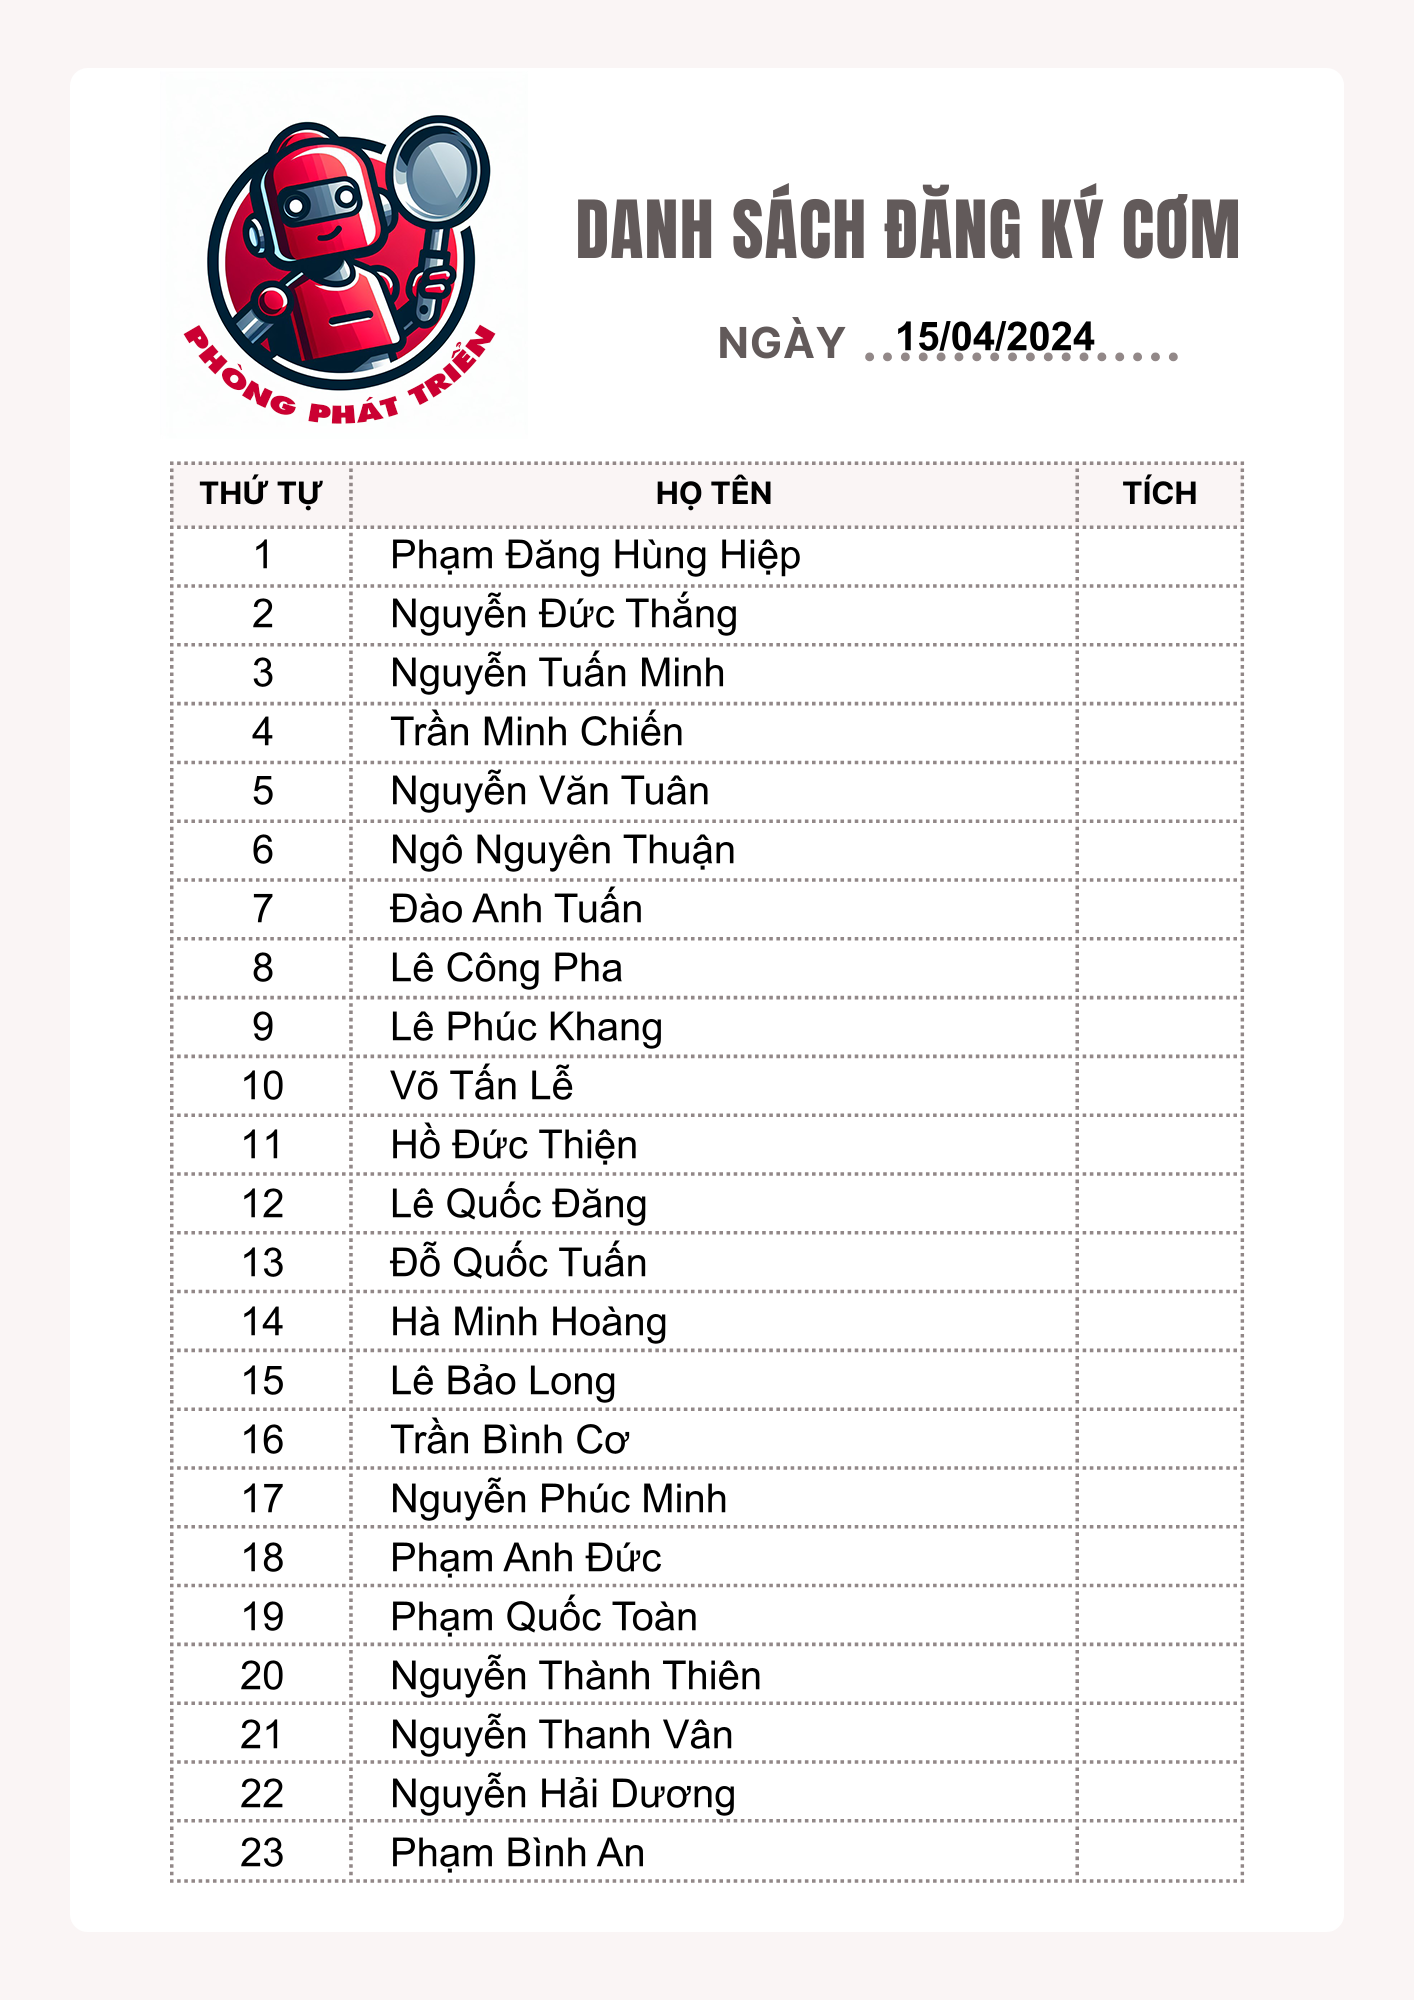 PHÒNG PHÁT TRIỂN
DANH SÁCH ĐĂNG KÝ CƠM
NGÀY 15/04/2024
THỨ TỰ HỌ TÊN TÍCH
1 Phạm Đăng Hùng Hiệp
2 Nguyễn Đức Thắng
3 Nguyễn Tuấn Minh
4 Trần Minh Chiến
5 Nguyễn Văn Tuân
6 Ngô Nguyên Thuận
7 Đào Anh Tuấn
8 Lê Công Pha
9 Lê Phúc Khang
10 Võ Tấn Lễ
11 Hồ Đức Thiện
12 Lê Quốc Đăng
13 Đỗ Quốc Tuấn
14 Hà Minh Hoàng
15 Lê Bảo Long
16 Trần Bình Cơ
17 Nguyễn Phúc Minh
18 Phạm Anh Đức
19 Phạm Quốc Toàn
20 Nguyễn Thành Thiên
21 Nguyễn Thanh Vân
22 Nguyễn Hải Dương
23 Phạm Bình An